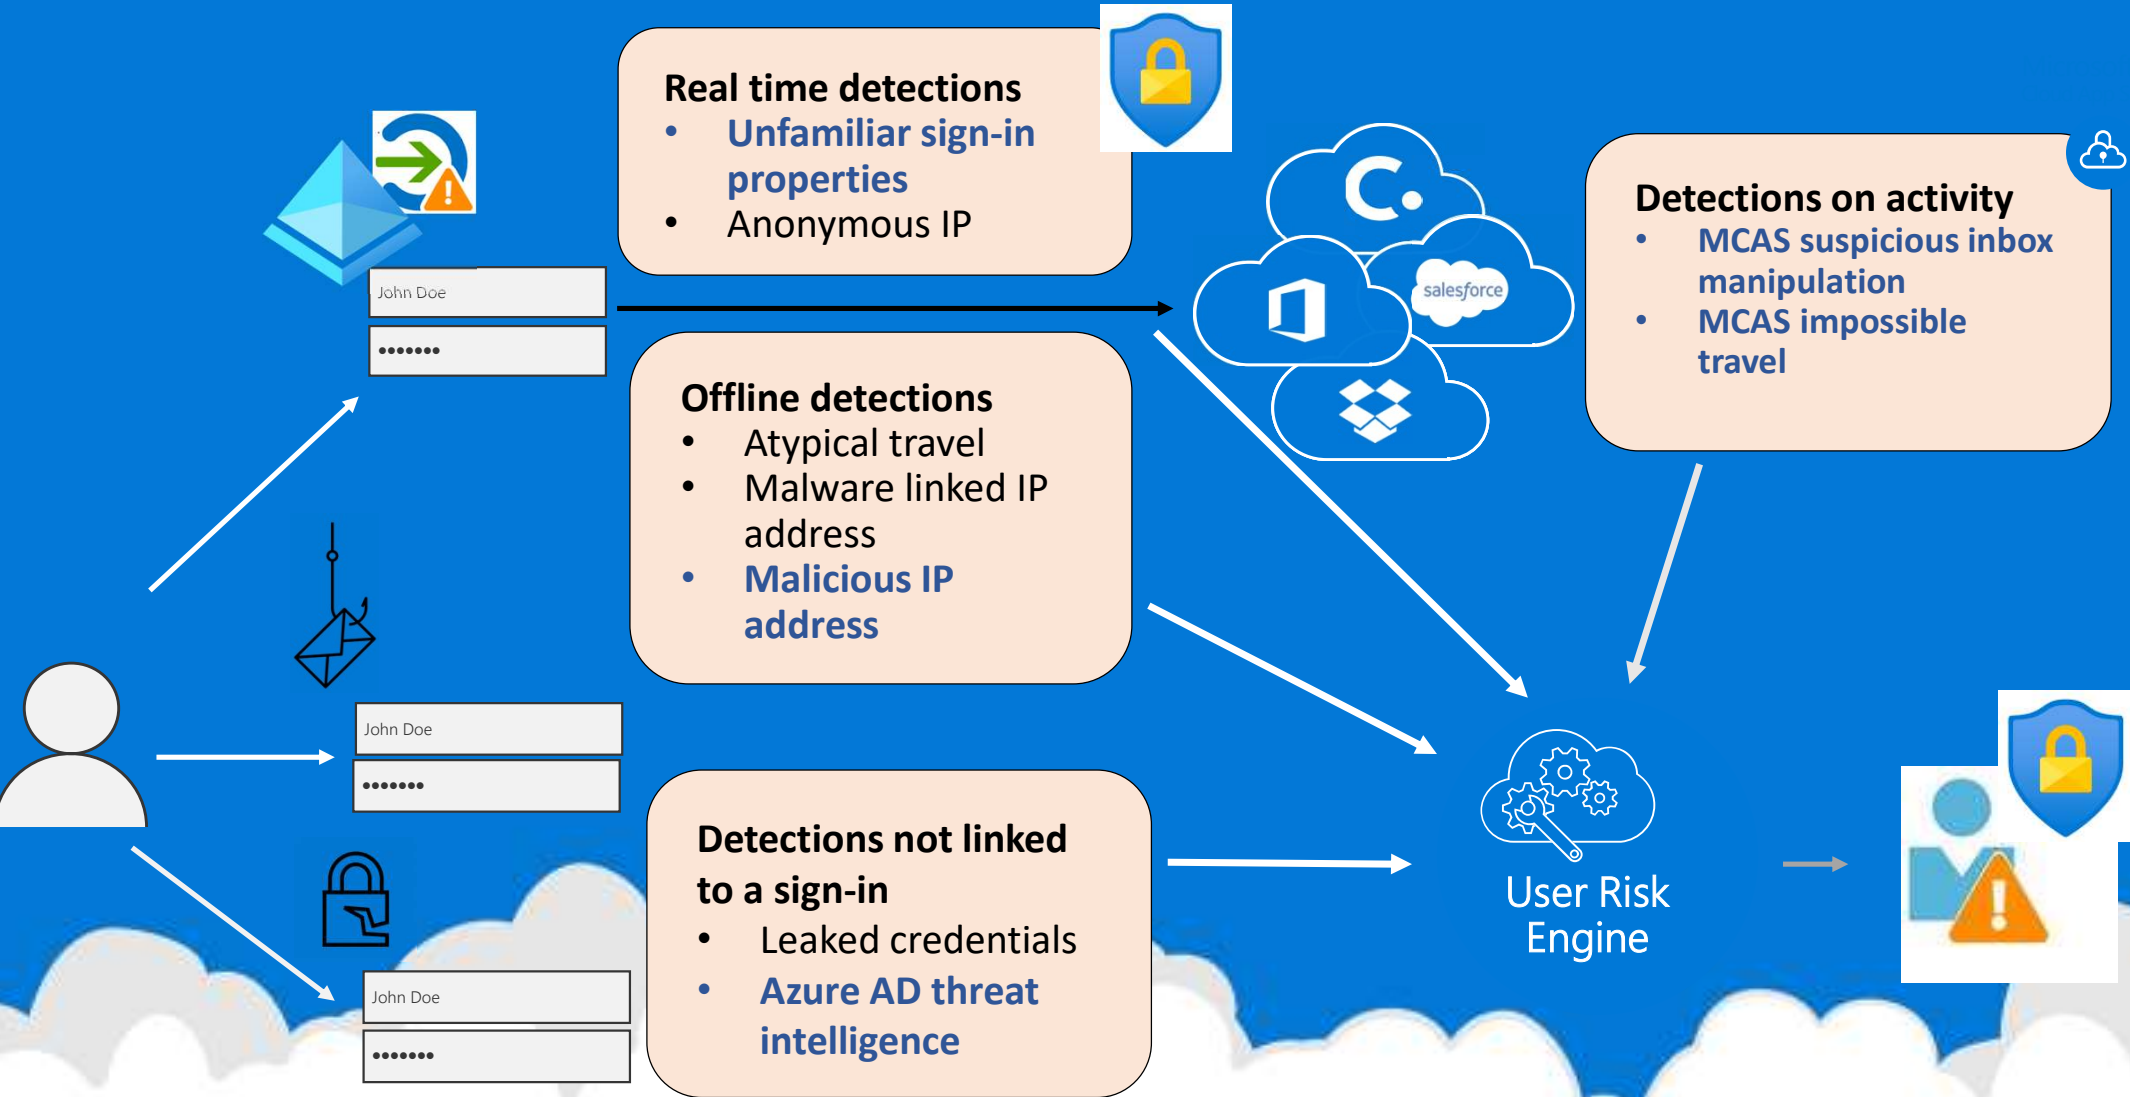 Real time detections
• Unfamiliar sign-in
properties
• Anonymous IP
John Doe
•••••••
salesforce
Detections on activity
• MCAS suspicious inbox
manipulation
• MCAS impossible
travel
Offline detections
• Atypical travel
• Malware linked IP
address
• Malicious IP
address
John Doe
•••••••
Detections not linked
to a sign-in
• Leaked credentials
• Azure AD threat
intelligence
User Risk
Engine
John Doe
•••••••